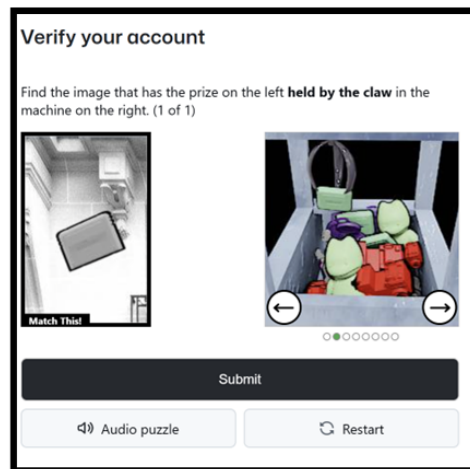 Verify your account
Find the image that has the prize on the left held by the claw in the
machine on the right. (1 of 1)
Match This!
Submit
Audio puzzle
Restart